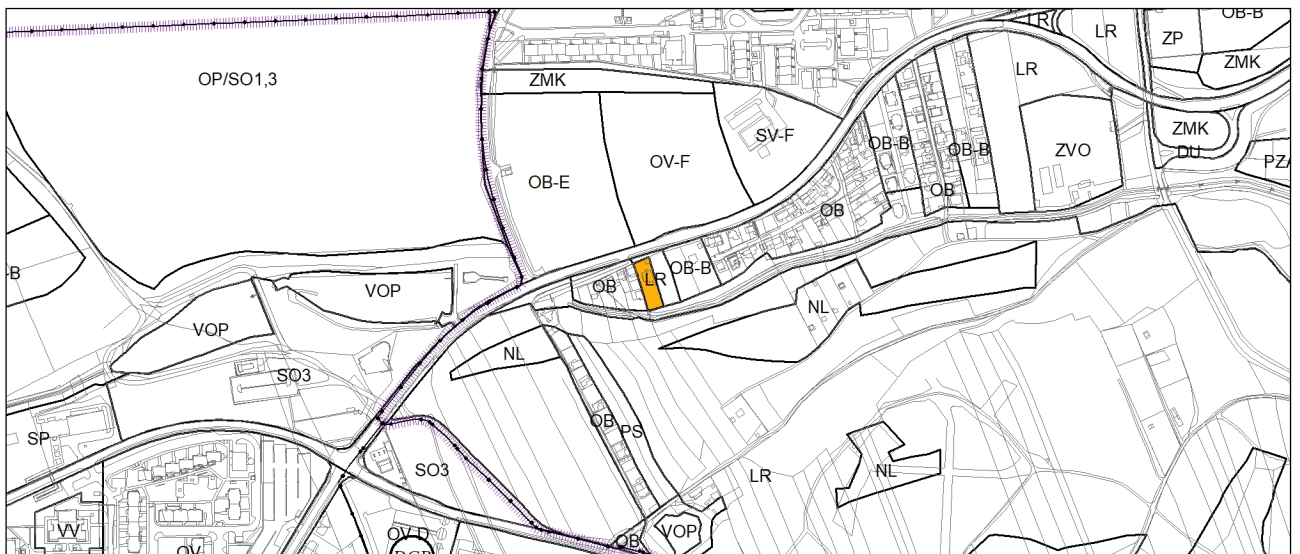 LR
LR
OB-B
ZP
OP/SO1,3
ZMK
LR
ZMK
SV-F
ZMK
OV-F
OB-B
OB-B
ZVO
DU
PZA
OB-E
OB
OB
-B
OB-B
LR
OB
VOP
NL
VOP
NL
SO3
OB
PS
SP
SO3
NL
LR
VV
OV-D
VOP
OB
OV